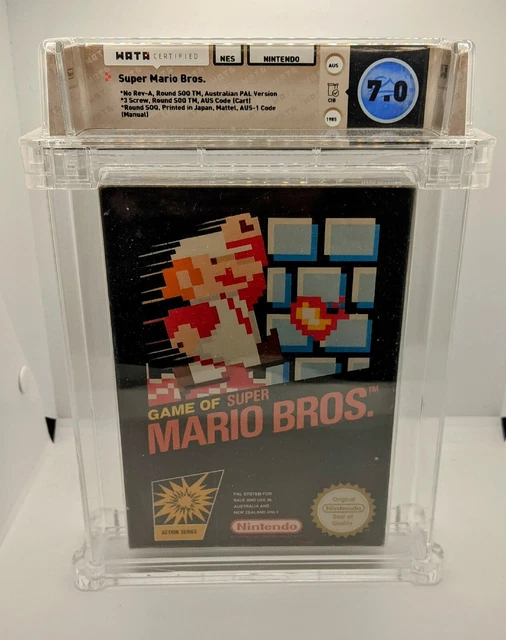 WATA CERTIFIED
NES
NINTENDO
AUS
Super Mario Bros.
*No Rev-A, Round SOQ TM, Australian PAL Version
*3 Screw, Round SOQ TM, AUS Code (Cart)
*Round SOQ, Printed in Japan, Mattel, AUS-1 Code
(Manual)
CIB
1985
7.0
GAME OF SUPER
MARIO BROS.™
PAL SYSTEM FOR
SALE AND USE IN
AUSTRALIA AND
NEW ZEALAND ONLY
ACTION SERIES
Nintendo
Original
Nintendo
Seal of
Quality